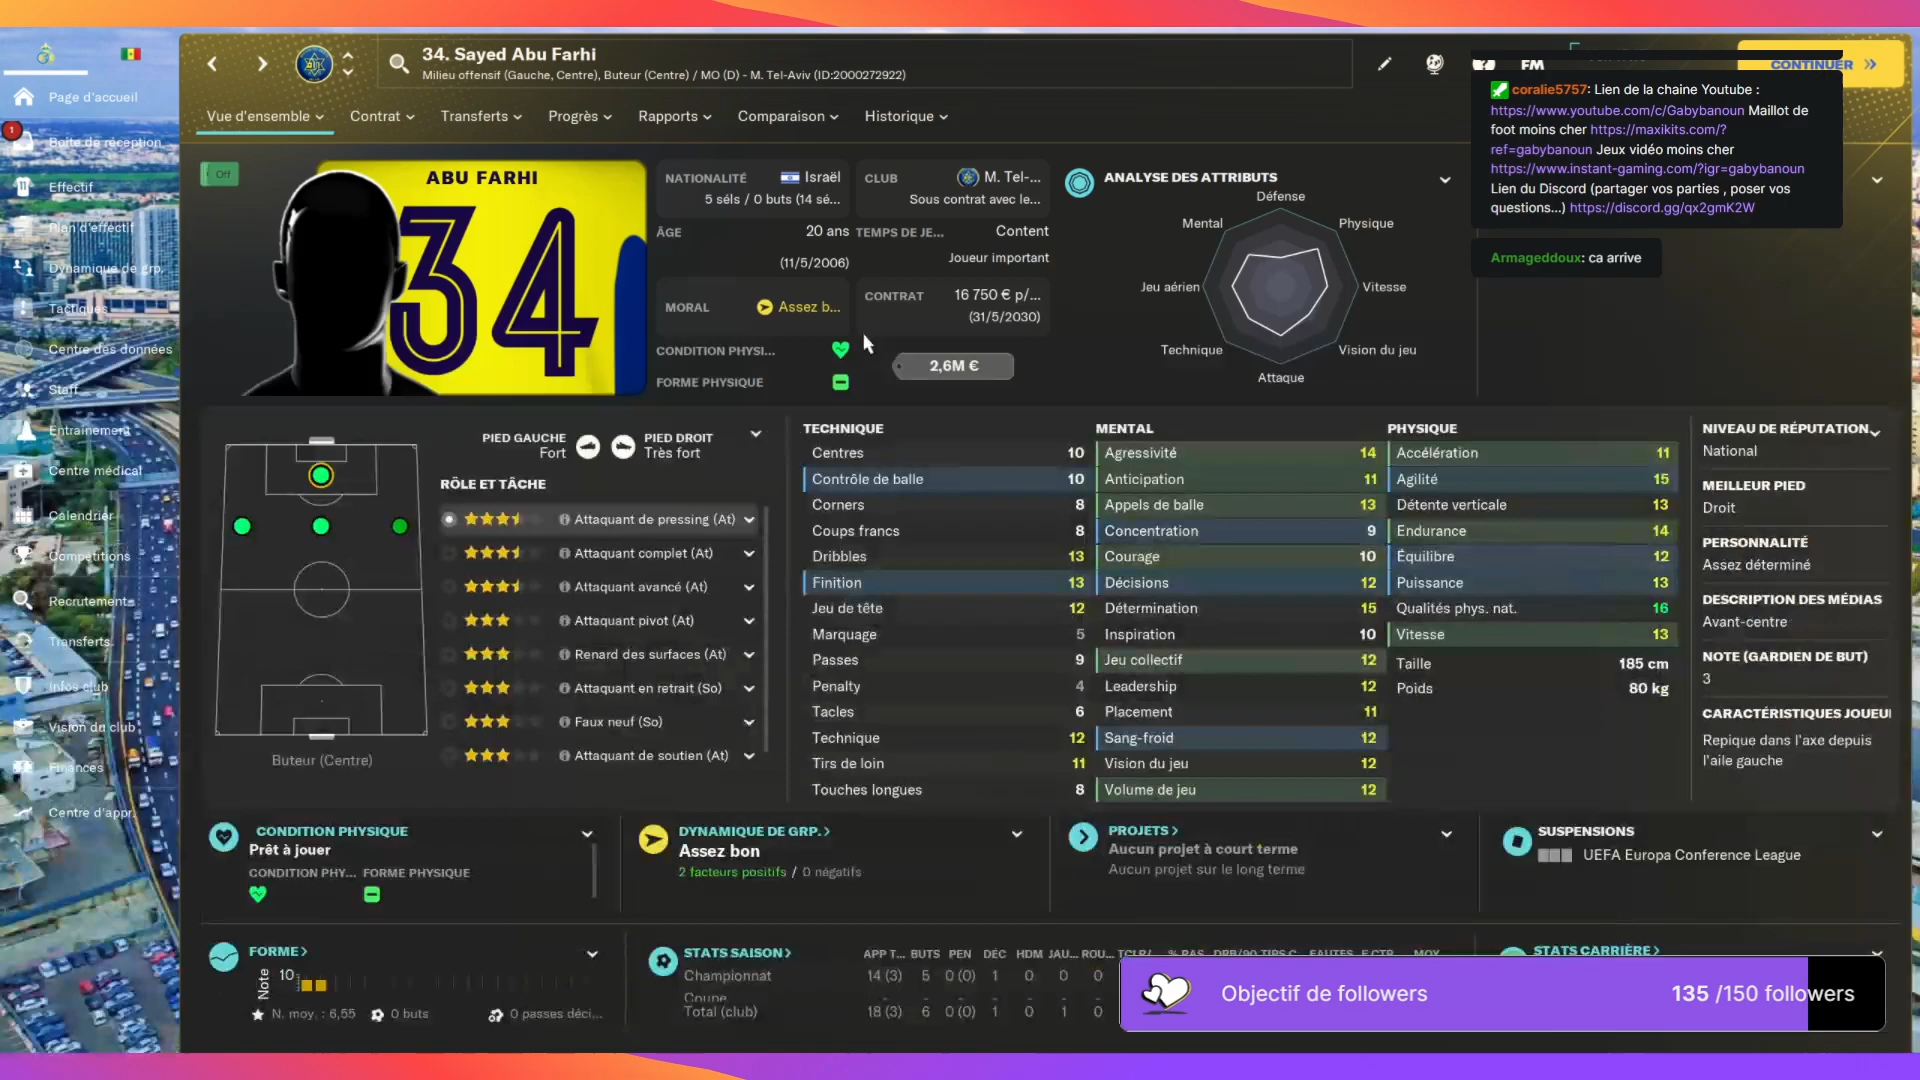 34. Sayed Abu Farhi
Milieu offensif (Gauche, Centre), Buteur (Centre) / MO (D) - M. Tel-Aviv (ID:2000272922)
FM
CONTINUER
Vue d'ensemble
Contrat
Transferts
Progrès
Rapports
Comparaison
Historique
coralie5757: Lien de la chaine Youtube :
https://www.youtube.com/c/Gabybanoun Maillot de
foot moins cher https://maxikits.com/?
ref=gabybanoun Jeux vidéo moins cher
https://www.instant-gaming.com/?igr=gabybanoun
Lien du Discord (partager vos parties , poser vos
questions...) https://discord.gg/qx2gmK2W
Armageddoux: ca arrive
Page d'accueil
1
Boîte de réception
Effectif
Plan d'effectif
Dynamique de grp.
Tactiques
Centre des données
Staff
Entraînement
Centre médical
Calendrier
Compétitions
Recrutement
Transferts
Infos club
Vision du club
Finances
Centre d'appr.
Off
ABU FARHI
34
NATIONALITÉ Israël
5 séls / 0 buts (14 sé...
ÂGE 20 ans
(11/5/2006)
MORAL Assez b...
CONDITION PHYSI...
FORME PHYSIQUE
CLUB M. Tel-...
Sous contrat avec le...
TEMPS DE JE... Content
Joueur important
CONTRAT 16 750 € p/...
(31/5/2030)
2,6M €
ANALYSE DES ATTRIBUTS
Défense
Mental
Physique
Jeu aérien
Vitesse
Technique
Vision du jeu
Attaque
Buteur (Centre)
PIED GAUCHE
Fort
PIED DROIT
Très fort
RÔLE ET TÂCHE
Attaquant de pressing (At)
Attaquant complet (At)
Attaquant avancé (At)
Attaquant pivot (At)
Renard des surfaces (At)
Attaquant en retrait (So)
Faux neuf (So)
Attaquant de soutien (At)
TECHNIQUE
Centres 10
Contrôle de balle 10
Corners 8
Coups francs 8
Dribbles 13
Finition 13
Jeu de tête 12
Marquage 5
Passes 9
Penalty 4
Tacles 6
Technique 12
Tirs de loin 11
Touches longues 8
MENTAL
Agressivité 14
Anticipation 11
Appels de balle 13
Concentration 9
Courage 10
Décisions 12
Détermination 15
Inspiration 10
Jeu collectif 12
Leadership 12
Placement 11
Sang-froid 12
Vision du jeu 12
Volume de jeu 12
PHYSIQUE
Accélération 11
Agilité 15
Détente verticale 13
Endurance 14
Équilibre 12
Puissance 13
Qualités phys. nat. 16
Vitesse 13
Taille 185 cm
Poids 80 kg
NIVEAU DE RÉPUTATION
National
MEILLEUR PIED
Droit
PERSONNALITÉ
Assez déterminé
DESCRIPTION DES MÉDIAS
Avant-centre
NOTE (GARDIEN DE BUT)
3
CARACTÉRISTIQUES JOUEU
Repique dans l'axe depuis
l'aile gauche
CONDITION PHYSIQUE
Prêt à jouer
CONDITION PHY... FORME PHYSIQUE
DYNAMIQUE DE GRP.
Assez bon
2 facteurs positifs / 0 négatifs
PROJETS
Aucun projet à court terme
Aucun projet sur le long terme
SUSPENSIONS
UEFA Europa Conference League
FORME
Note
10
N. moy. : 6,55 0 buts 0 passes déci...
STATS SAISON APP T... BUTS PEN DÉC HDM JAU... ROU...
Championnat 14 (3) 5 0 (0) 1 0 0 0
Coupe - - - - - - -
Total (club) 18 (3) 6 0 (0) 1 0 1 0
STATS CARRIÈRE
Objectif de followers 135 /150 followers